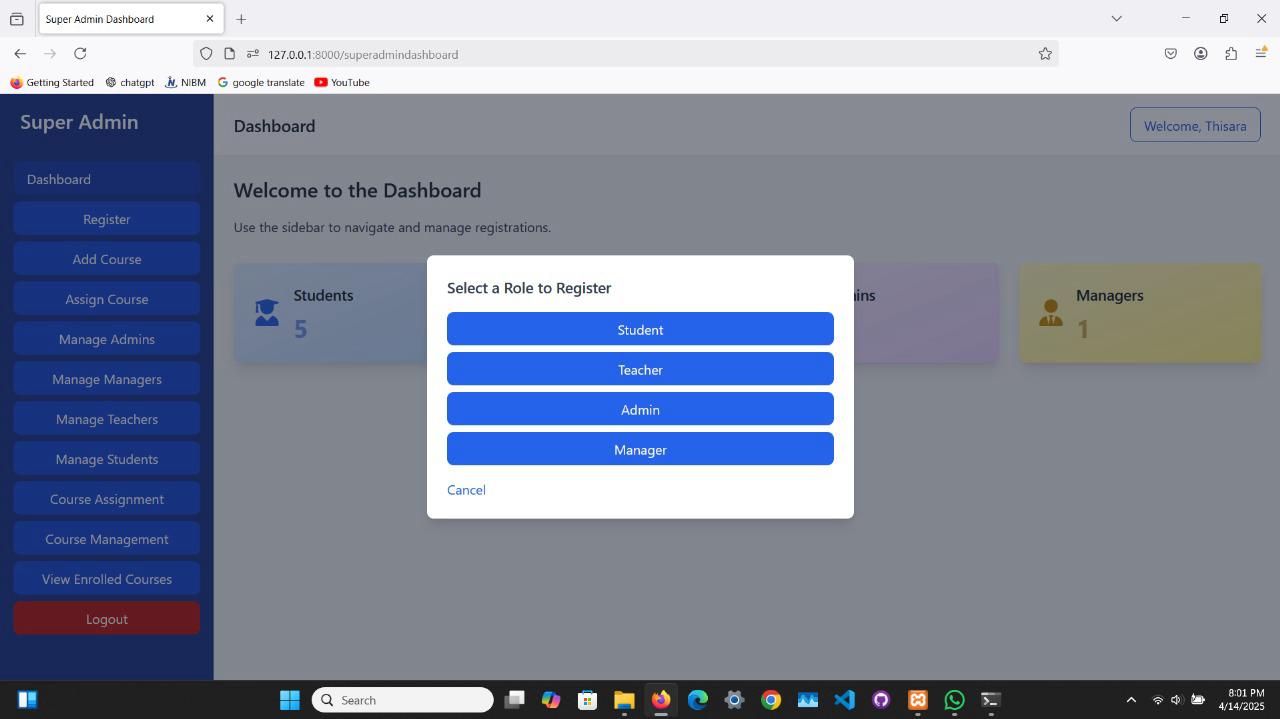 Super Admin Dashboard
127.0.0.1:8000/superadmindashboard
Getting Started chatgpt NIBM google translate YouTube
Super Admin
Dashboard
Register
Add Course
Assign Course
Manage Admins
Manage Managers
Manage Teachers
Manage Students
Course Assignment
Course Management
View Enrolled Courses
Logout
Dashboard
Welcome, Thisara
Welcome to the Dashboard
Use the sidebar to navigate and manage registrations.
Students
5
Managers
1
Select a Role to Register
Student
Teacher
Admin
Manager
Cancel
Search
8:01 PM
4/14/2025